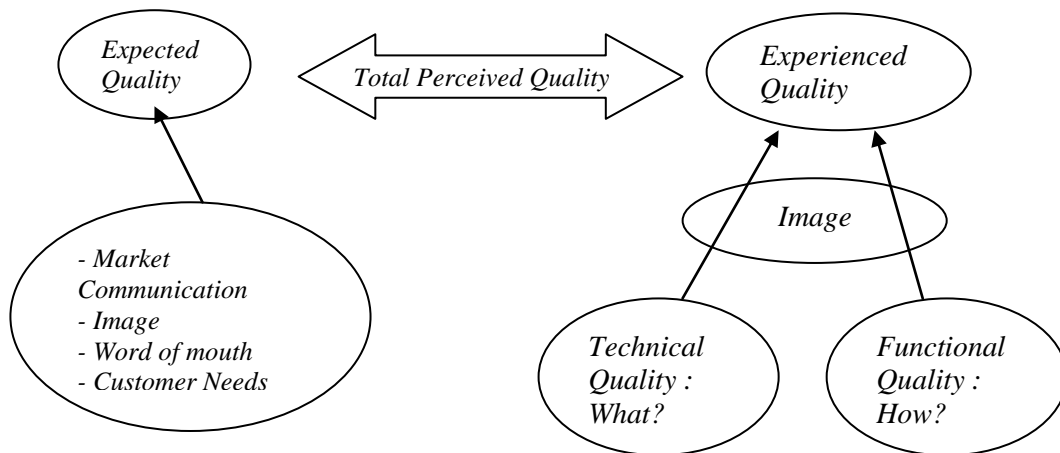 Expected
Quality
Total Perceived Quality
Experienced
Quality
- Market
Communication
- Image
- Word of mouth
- Customer Needs
Image
Technical
Quality :
What?
Functional
Quality :
How?